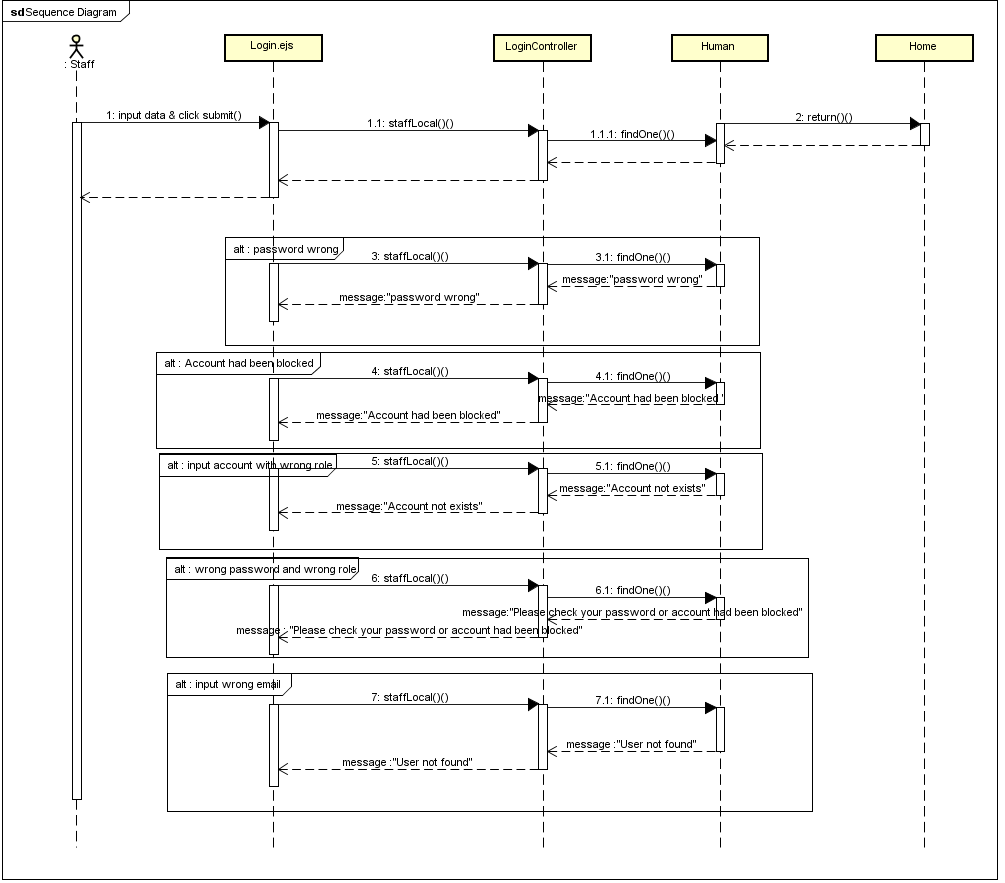 sd Sequence Diagram
: Staff
Login.ejs
LoginController
Human
Home
1: input data & click submit()
1.1: staffLocal()()
1.1.1: findOne()()
2: return()()
alt : password wrong
3: staffLocal()()
3.1: findOne()()
message:"password wrong"
message:"password wrong"
alt : Account had been blocked
4: staffLocal()()
4.1: findOne()()
message:"Account had been blocked "
message:"Account had been blocked"
alt : input account with wrong role
5: staffLocal()()
5.1: findOne()()
message:"Account not exists"
message:"Account not exists"
alt : wrong password and wrong role
6: staffLocal()()
6.1: findOne()()
message:"Please check your password or account had been blocked"
message : "Please check your password or account had been blocked"
alt : input wrong email
7: staffLocal()()
7.1: findOne()()
message :"User not found"
message :"User not found"